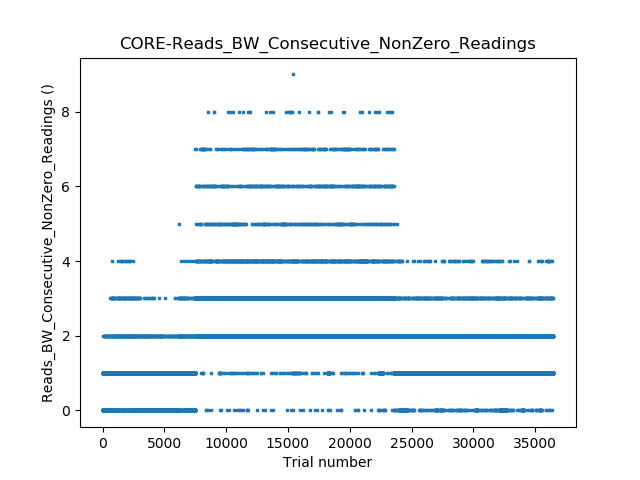 CORE-Reads_BW_Consecutive_NonZero_Readings
Reads_BW_Consecutive_NonZero_Readings ()
8
6
4
2
0
0 5000 10000 15000 20000 25000 30000 35000
Trial number